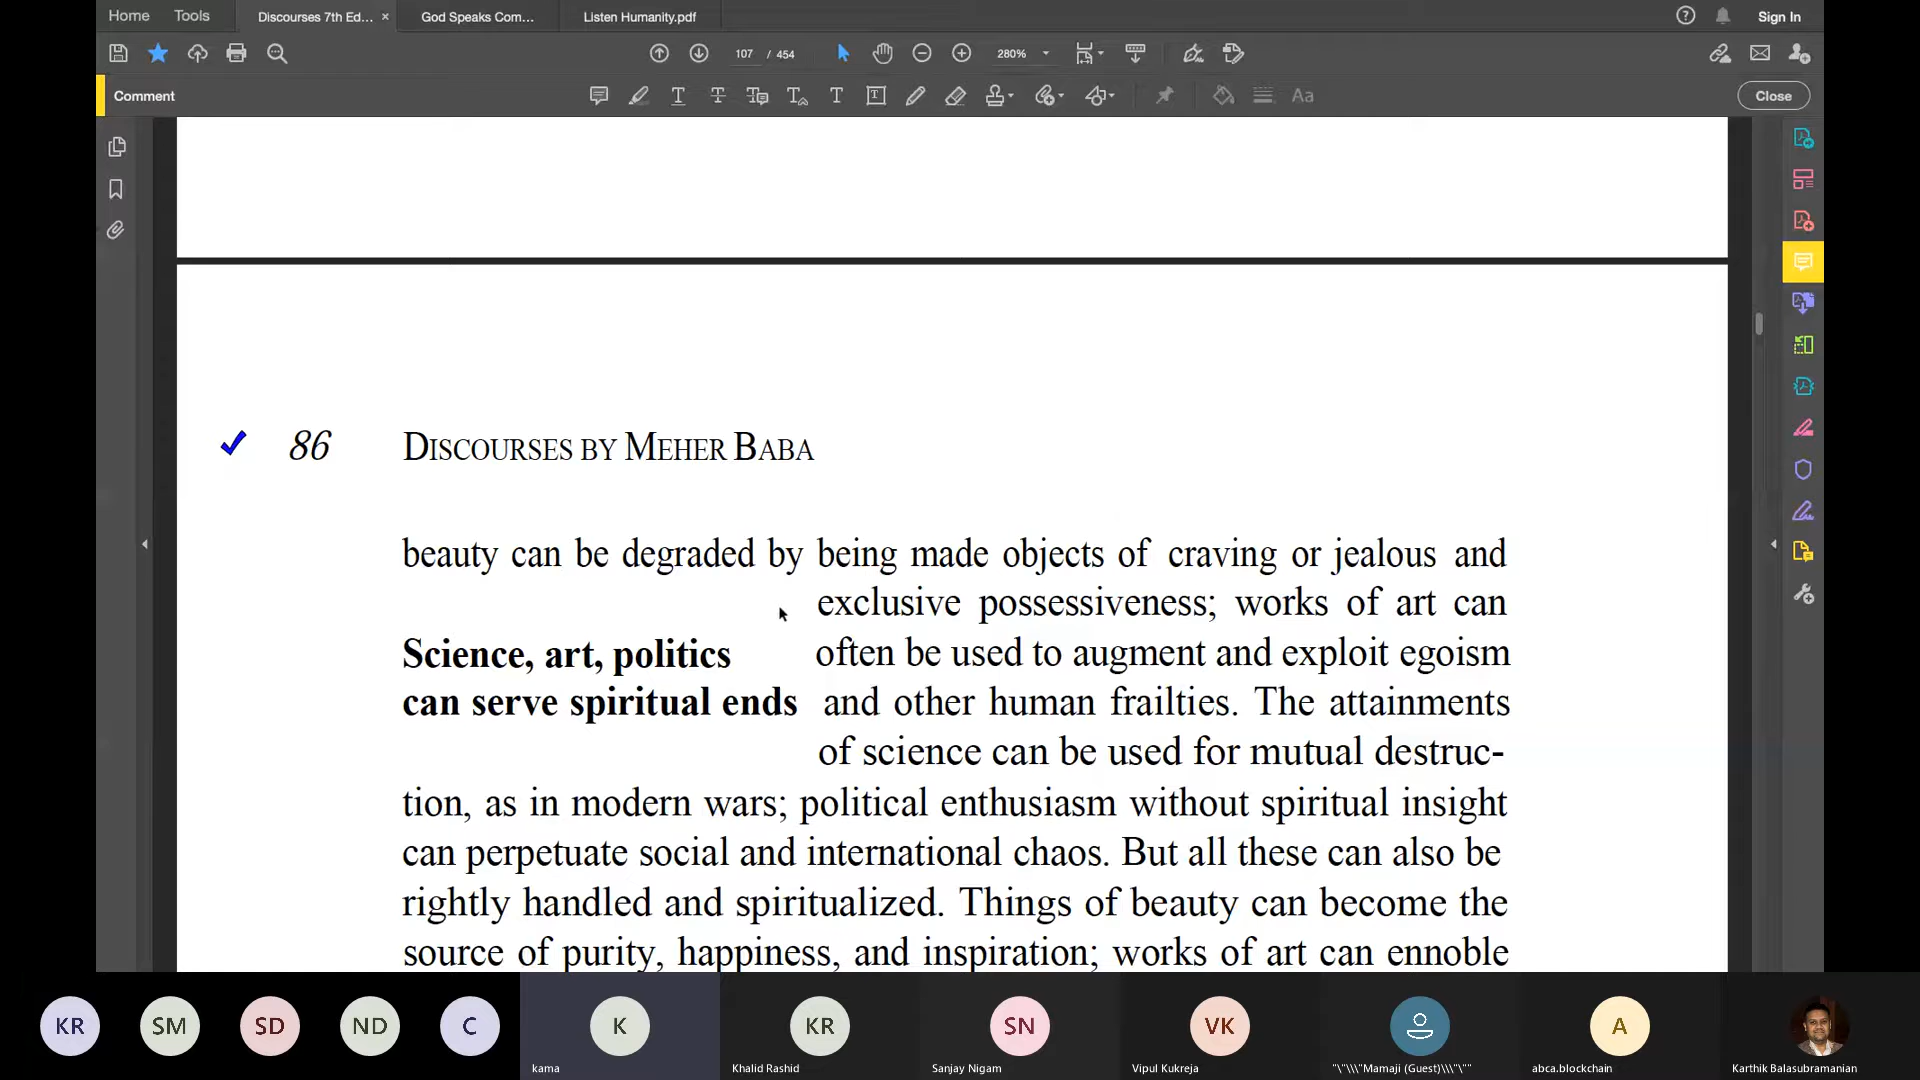 Home Tools Discourses 7th Ed... × God Speaks Com... Listen Humanity.pdf Sign In
107 / 454 280%
Comment Close
86 DISCOURSES BY MEHER BABA
beauty can be degraded by being made objects of craving or jealous and
exclusive possessiveness; works of art can
Science, art, politics often be used to augment and exploit egoism
can serve spiritual ends and other human frailties. The attainments
of science can be used for mutual destruc-
tion, as in modern wars; political enthusiasm without spiritual insight
can perpetuate social and international chaos. But all these can also be
rightly handled and spiritualized. Things of beauty can become the
source of purity, happiness, and inspiration; works of art can ennoble
KR SM SD ND C K KR SN VK A
kama Khalid Rashid Sanjay Nigam Vipul Kukreja "\"\\\"Mamaji (Guest)\\\"\"" abca.blockchain Karthik Balasubramanian